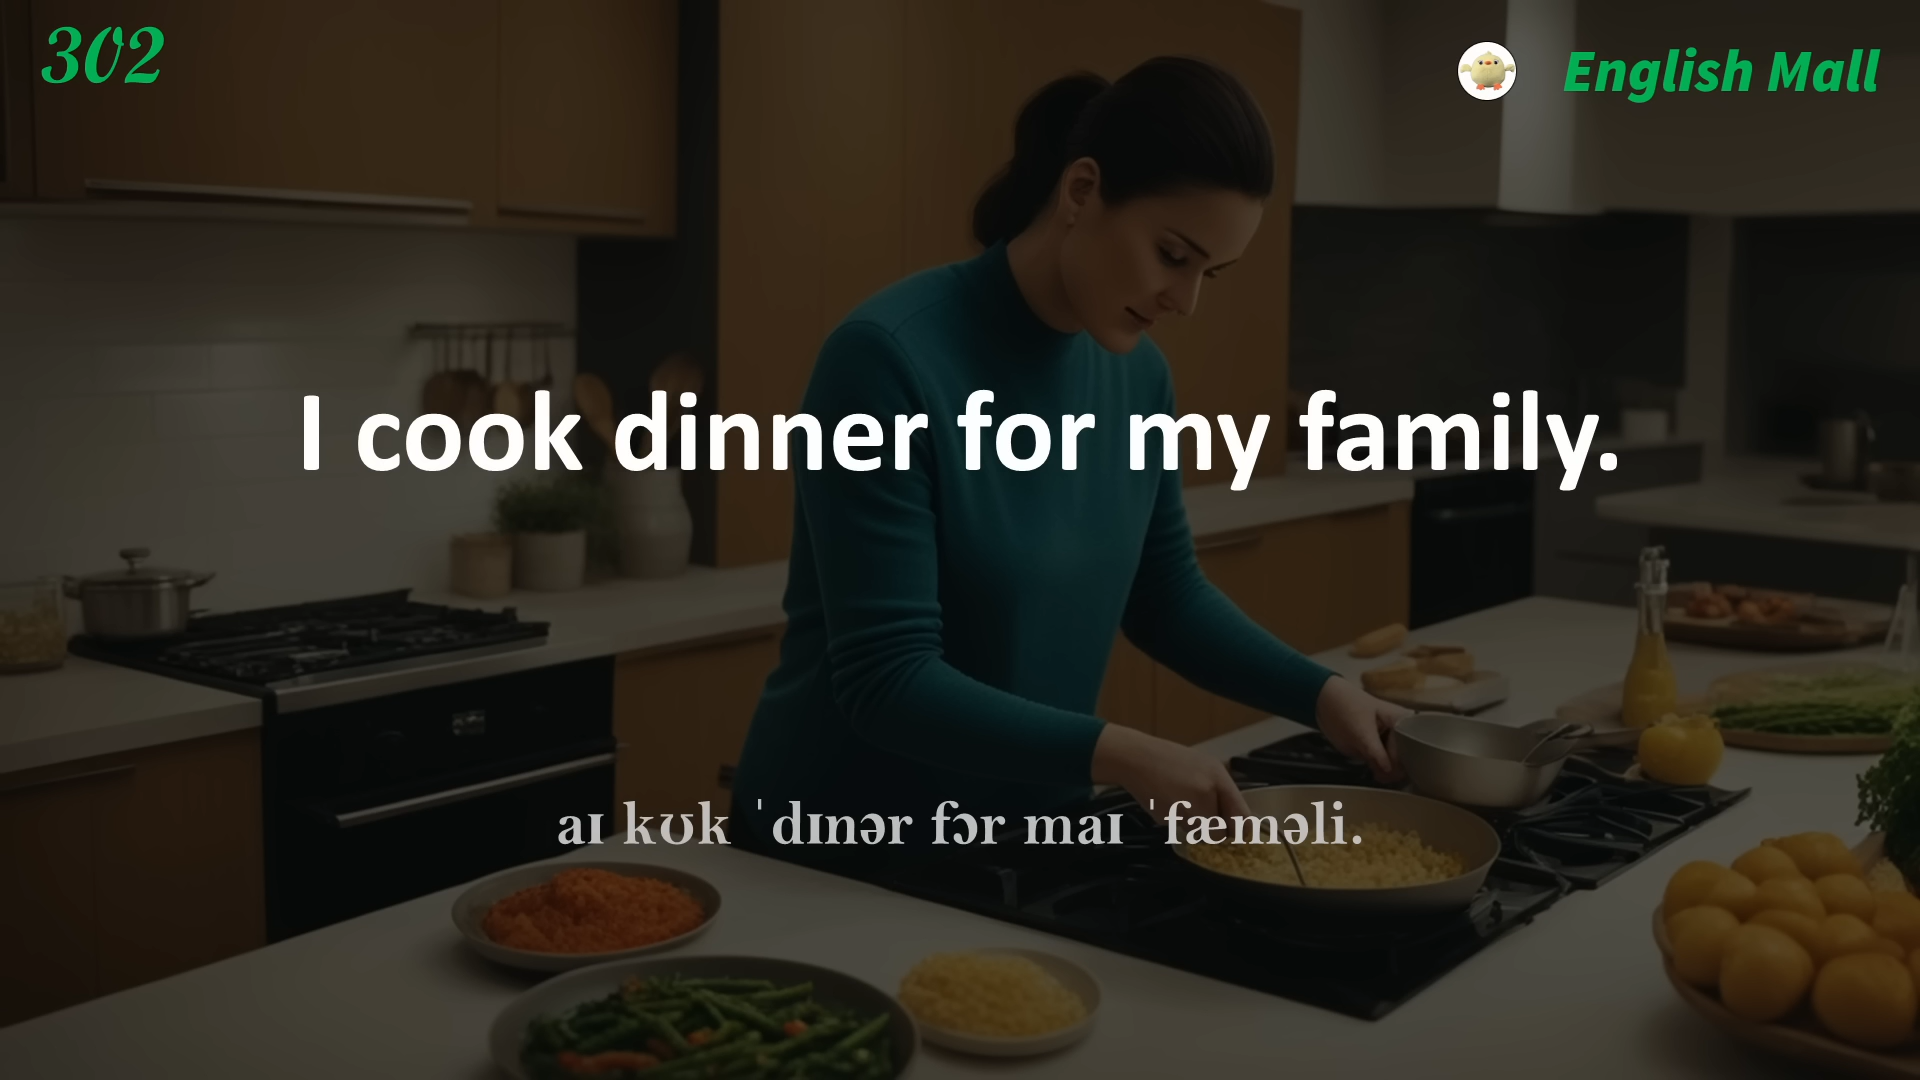 302
English Mall
I cook dinner for my family.
aɪ kʊk ˈdɪnər fɔr maɪ ˈfæməli.